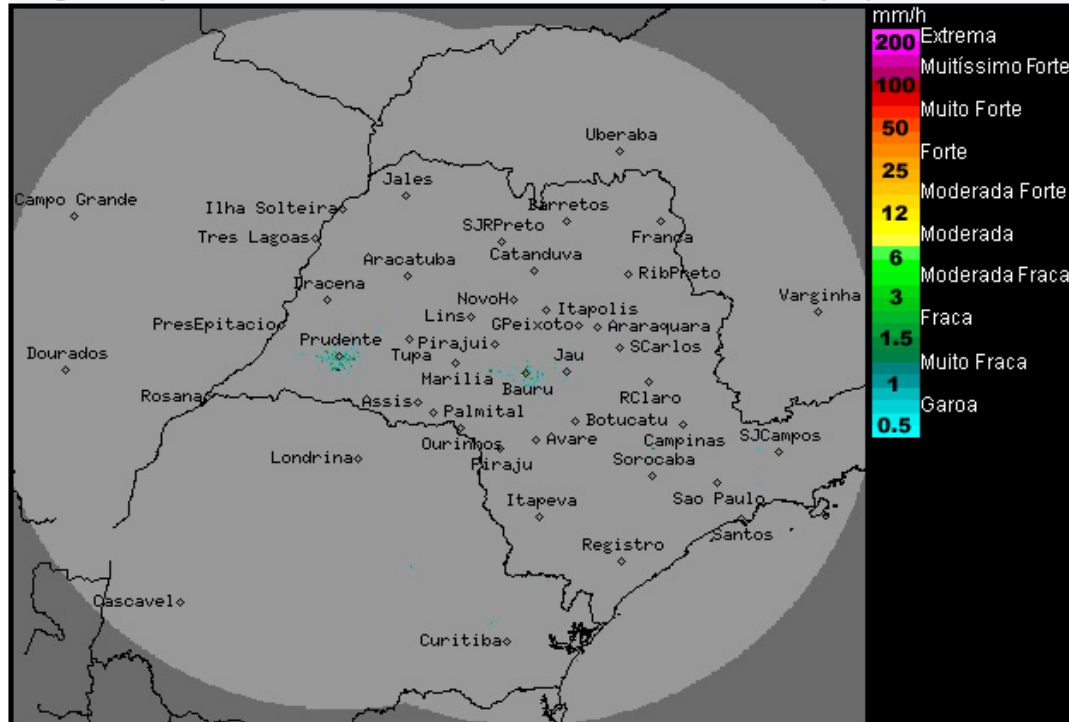 mm/h
200 Extrema
Muitíssimo Forte
100
Muito Forte
50
Forte
25
Moderada Forte
12
Moderada
6
Moderada Fraca
3
Fraca
1.5
Muito Fraca
1
Garoa
0.5
Uberaba
Jales
Campo Grande
Ilha Solteira
Barretos
SJRPreto
Franca
Tres Lagoas
Catanduva
Aracatuba
RibPreto
Dracena
NovoH
Varginha
Itapolis
Lins
PresEpitacio
GPeixoto
Araraquara
Prudente
Pirajui
SCarlos
Dourados
Tupa
Jau
Marilia
Bauru
Rosana
Assis
RClaro
Palmital
Botucatu
Ourinhos
Avare
Campinas
SJCampos
Londrina
Piraju
Sorocaba
Itapeva
Sao Paulo
Santos
Registro
Cascavel
Curitiba